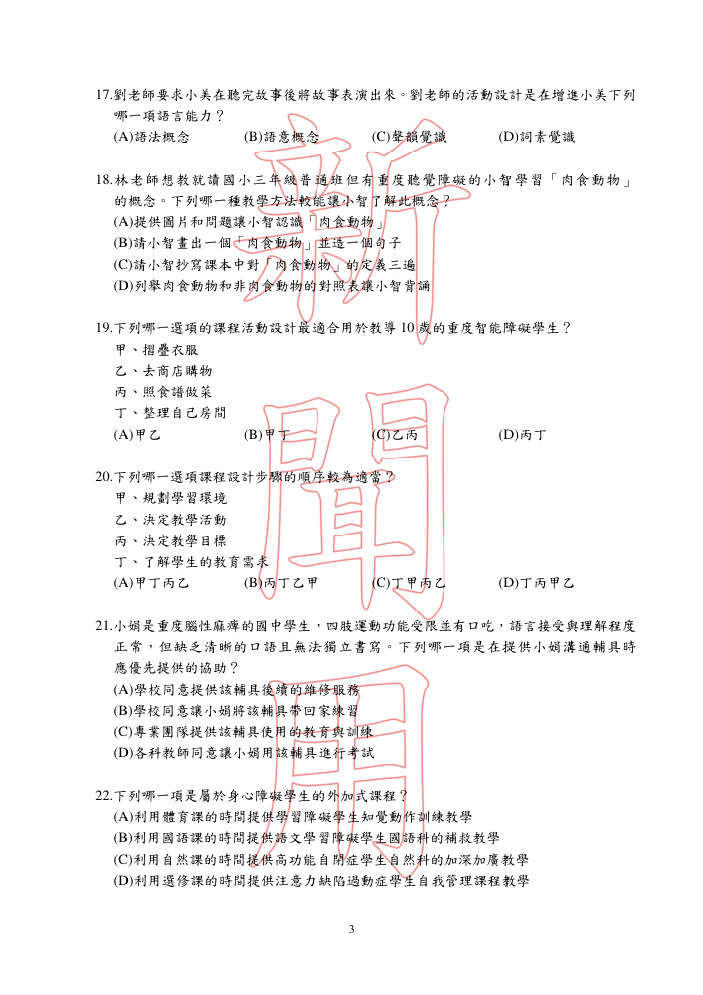 17.劉老師要求小美在聽完故事後將故事表演出來。劉老師的活動設計是在增進小美下列
哪一項語言能力？
(A)語法概念 (B)語意概念 (C)聲韻覺識 (D)詞素覺識
18.林老師想教就讀國小三年級普通班但有重度聽覺障礙的小智學習「肉食動物」
的概念。下列哪一種教學方法較能讓小智了解此概念？
(A)提供圖片和問題讓小智認識「肉食動物」
(B)請小智畫出一個「肉食動物」並造一個句子
(C)請小智抄寫課本中對「肉食動物」的定義三遍
(D)列舉肉食動物和非肉食動物的對照表讓小智背誦
19.下列哪一選項的課程活動設計最適合用於教導 10 歲的重度智能障礙學生？
甲、摺疊衣服
乙、去商店購物
丙、照食譜做菜
丁、整理自己房間
(A)甲乙 (B)甲丁 (C)乙丙 (D)丙丁
20.下列哪一選項課程設計步驟的順序較為適當？
甲、規劃學習環境
乙、決定教學活動
丙、決定教學目標
丁、了解學生的教育需求
(A)甲丁丙乙 (B)丙丁乙甲 (C)丁甲丙乙 (D)丁丙甲乙
21.小娟是重度腦性麻痺的國中學生，四肢運動功能受限並有口吃，語言接受與理解程度
正常，但缺乏清晰的口語且無法獨立書寫。下列哪一項是在提供小娟溝通輔具時
應優先提供的協助？
(A)學校同意提供該輔具後續的維修服務
(B)學校同意讓小娟將該輔具帶回家練習
(C)專業團隊提供該輔具使用的教育與訓練
(D)各科教師同意讓小娟用該輔具進行考試
22.下列哪一項是屬於身心障礙學生的外加式課程？
(A)利用體育課的時間提供學習障礙學生知覺動作訓練教學
(B)利用國語課的時間提供語文學習障礙學生國語科的補救教學
(C)利用自然課的時間提供高功能自閉症學生自然科的加深加廣教學
(D)利用選修課的時間提供注意力缺陷過動症學生自我管理課程教學
3
新聞用